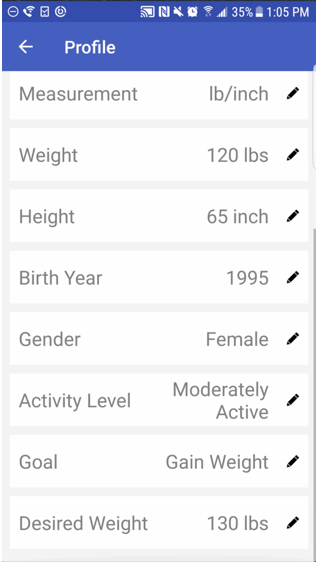 35% 1:05 PM
Profile
Measurement lb/inch
Weight 120 lbs
Height 65 inch
Birth Year 1995
Gender Female
Activity Level Moderately
Active
Goal Gain Weight
Desired Weight 130 lbs